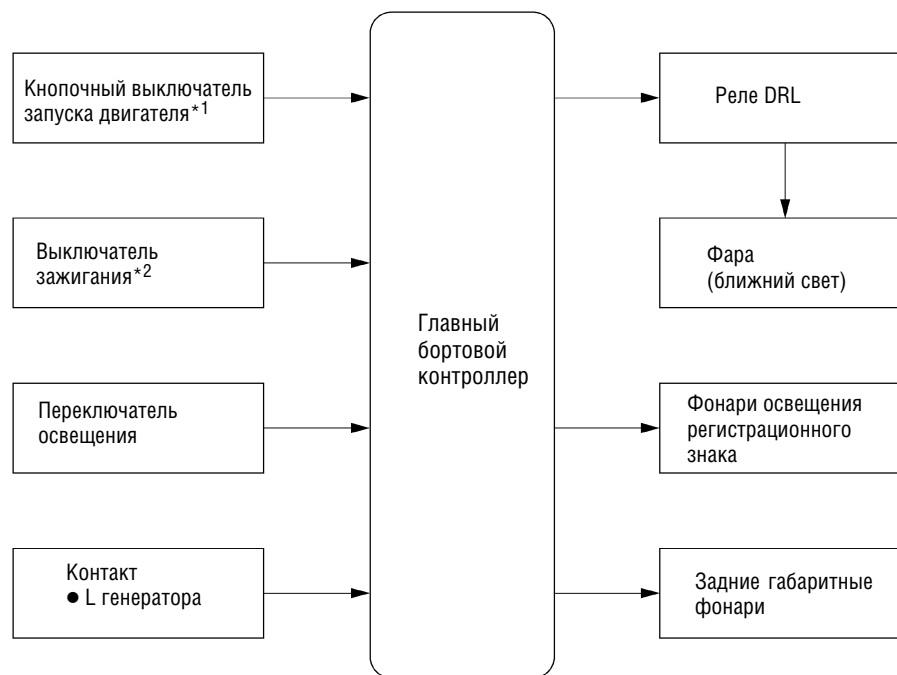 Кнопочный выключатель
запуска двигателя*1
Выключатель
зажигания*2
Переключатель
освещения
Контакт
● L генератора
Главный
бортовой
контроллер
Реле DRL
Фара
(ближний свет)
Фонари освещения
регистрационного
знака
Задние габаритные
фонари